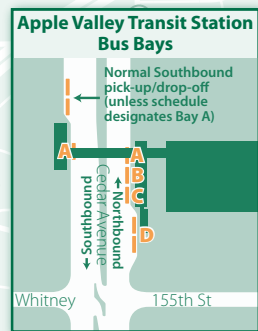 Apple Valley Transit Station
Bus Bays
Normal Southbound
pick-up/drop-off
(unless schedule
designates Bay A)
A
A
B
C
D
Southbound
Cedar Avenue
Northbound
Whitney
155th St